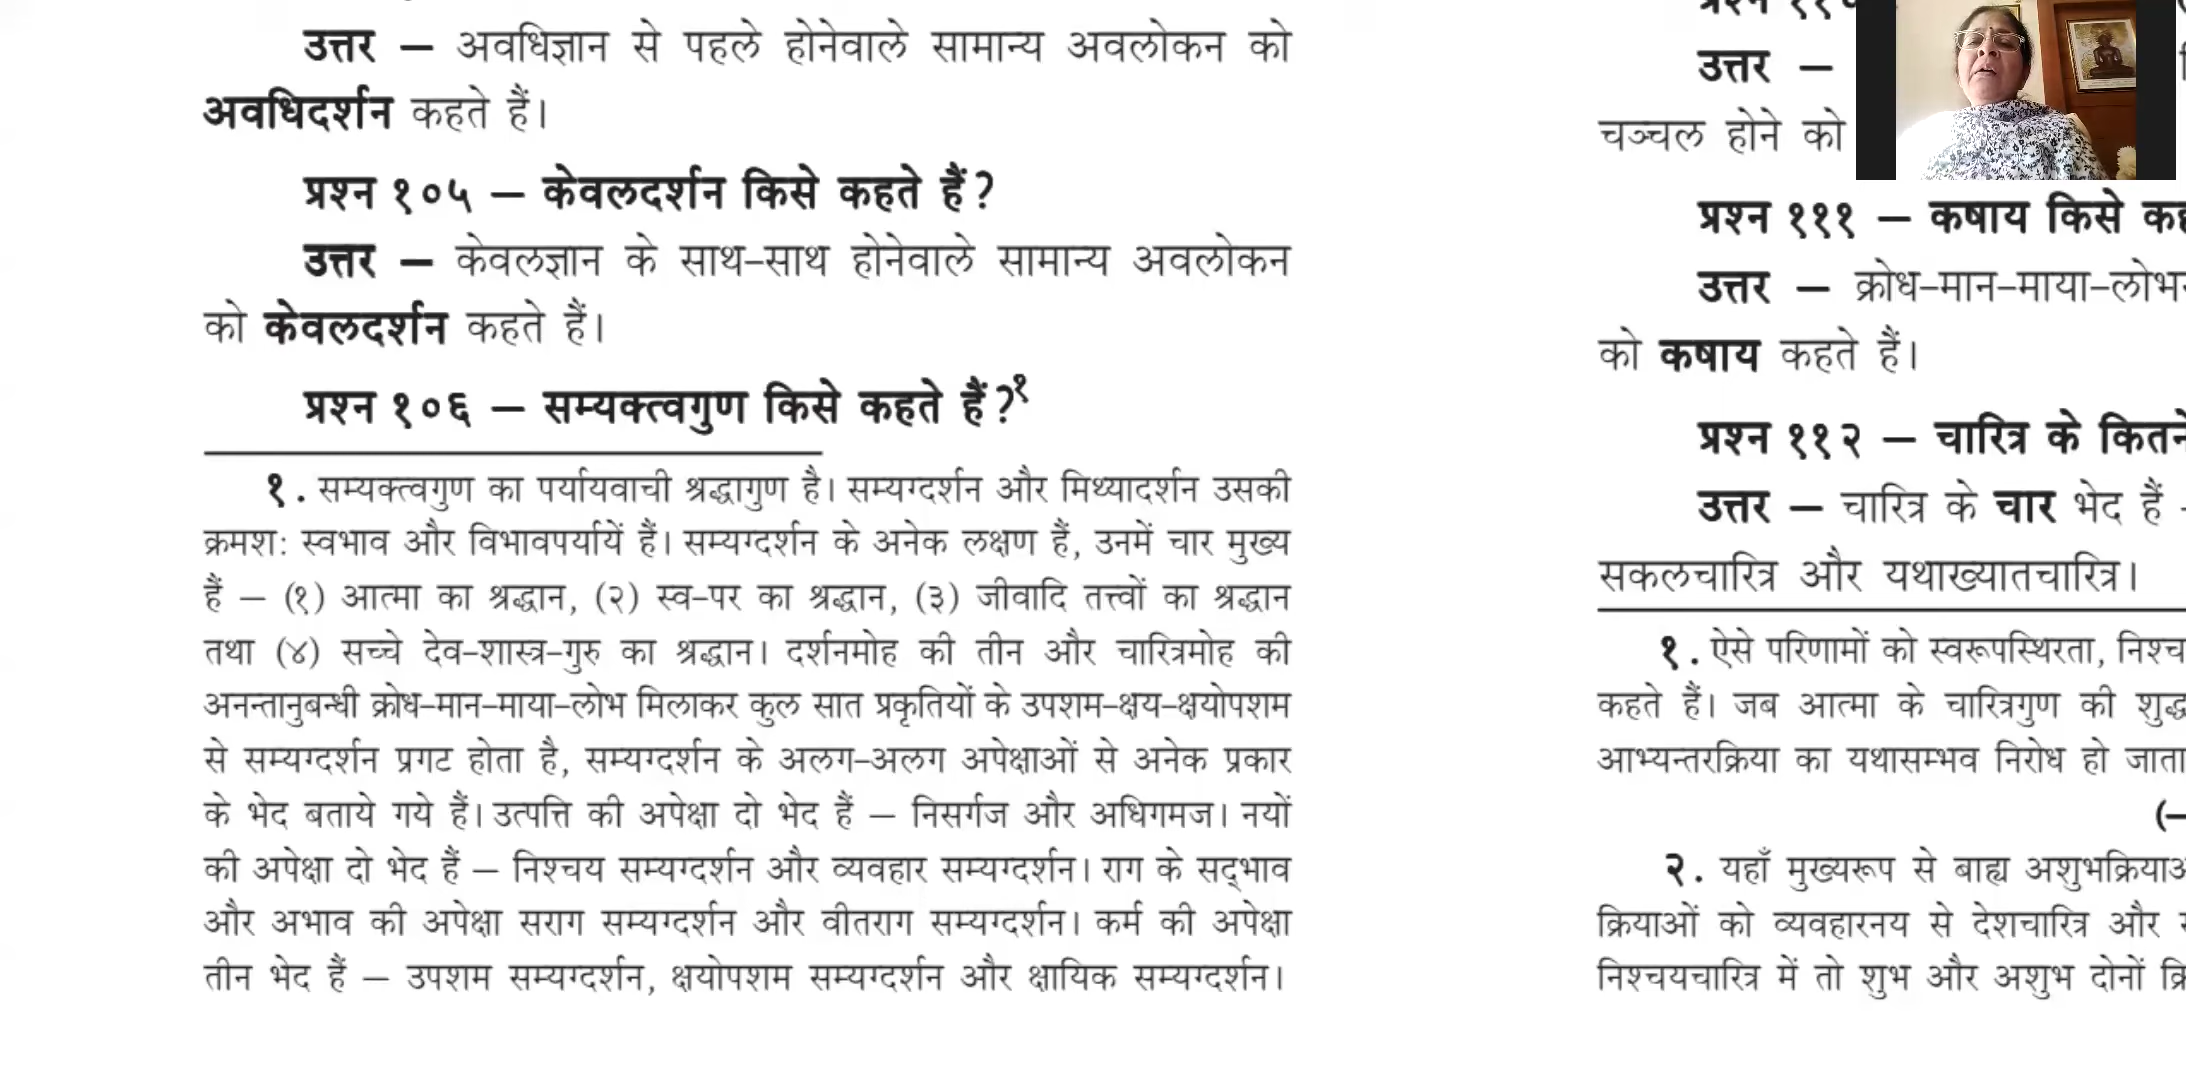 उत्तर – अवधिज्ञान से पहले होनेवाले सामान्य अवलोकन को
अवधिदर्शन कहते हैं।
प्रश्न १०५ – केवलदर्शन किसे कहते हैं?
उत्तर – केवलज्ञान के साथ-साथ होनेवाले सामान्य अवलोकन
को केवलदर्शन कहते हैं।
प्रश्न १०६ – सम्यक्त्वगुण किसे कहते हैं?१
१. सम्यक्त्वगुण का पर्यायवाची श्रद्धागुण है। सम्यग्दर्शन और मिथ्यादर्शन उसकी
क्रमशः स्वभाव और विभावपर्यायें हैं। सम्यग्दर्शन के अनेक लक्षण हैं, उनमें चार मुख्य
हैं – (१) आत्मा का श्रद्धान, (२) स्व-पर का श्रद्धान, (३) जीवादि तत्त्वों का श्रद्धान
तथा (४) सच्चे देव-शास्त्र-गुरु का श्रद्धान। दर्शनमोह की तीन और चारित्रमोह की
अनन्तानुबन्धी क्रोध-मान-माया-लोभ मिलाकर कुल सात प्रकृतियों के उपशम-क्षय-क्षयोपशम
से सम्यग्दर्शन प्रगट होता है, सम्यग्दर्शन के अलग-अलग अपेक्षाओं से अनेक प्रकार
के भेद बताये गये हैं। उत्पत्ति की अपेक्षा दो भेद हैं – निसर्गज और अधिगमज। नयों
की अपेक्षा दो भेद हैं – निश्चय सम्यग्दर्शन और व्यवहार सम्यग्दर्शन। राग के सद्भाव
और अभाव की अपेक्षा सराग सम्यग्दर्शन और वीतराग सम्यग्दर्शन। कर्म की अपेक्षा
तीन भेद हैं – उपशम सम्यग्दर्शन, क्षयोपशम सम्यग्दर्शन और क्षायिक सम्यग्दर्शन।
उत्तर –
चञ्चल होने को
प्रश्न १११ – कषाय किसे
उत्तर – क्रोध-मान-माया-लोभ
को कषाय कहते हैं।
प्रश्न ११२ – चारित्र के
उत्तर – चारित्र के चार भेद हैं –
सकलचारित्र और यथाख्यातचारित्र।
१. ऐसे परिणामों को स्वरूपस्थिरता,
कहते हैं। जब आत्मा के चारित्रगुण की
आभ्यन्तरक्रिया का यथासम्भव निरोध हो जाता
(–
२. यहाँ मुख्यरूप से बाह्य
क्रियाओं को व्यवहारनय से देशचारित्र और
निश्चयचारित्र में तो शुभ और अशुभ दोनों